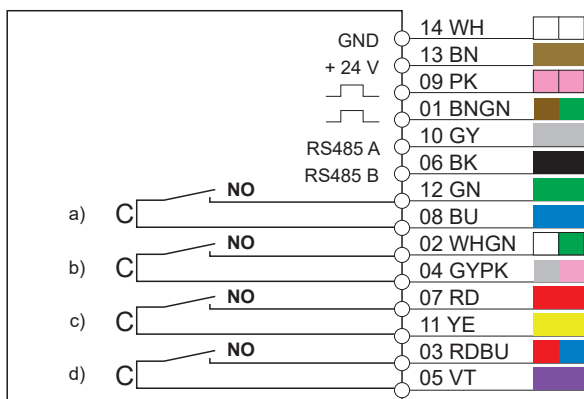 14 WH
GND
13 BN
+ 24 V
09 PK
01 BNGN
10 GY
RS485 A
06 BK
RS485 B
12 GN
NO
a) C
08 BU
02 WHGN
NO
b) C
04 GYPK
07 RD
NO
c) C
11 YE
03 RDBU
NO
d) C
05 VT